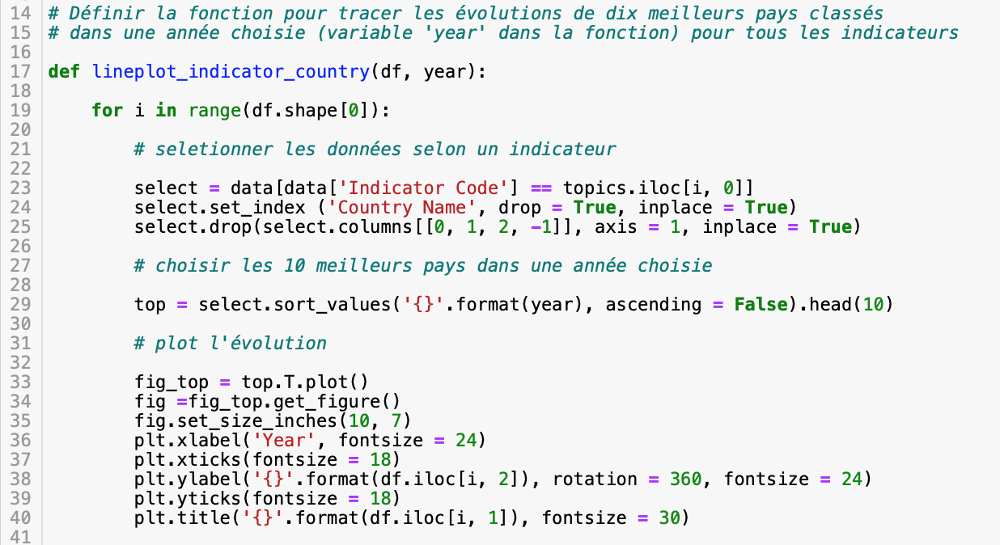 14 # Définir la fonction pour tracer les évolutions de dix meilleurs pays classés
15 # dans une année choisie (variable 'year' dans la fonction) pour tous les indicateurs
16
17 def lineplot_indicator_country(df, year):
18
19     for i in range(df.shape[0]):
20
21         # seletionner les données selon un indicateur
22
23         select = data[data['Indicator Code'] == topics.iloc[i, 0]]
24         select.set_index ('Country Name', drop = True, inplace = True)
25         select.drop(select.columns[[0, 1, 2, -1]], axis = 1, inplace = True)
26
27         # choisir les 10 meilleurs pays dans une année choisie
28
29         top = select.sort_values('{}'.format(year), ascending = False).head(10)
30
31         # plot l'évolution
32
33         fig_top = top.T.plot()
34         fig =fig_top.get_figure()
35         fig.set_size_inches(10, 7)
36         plt.xlabel('Year', fontsize = 24)
37         plt.xticks(fontsize = 18)
38         plt.ylabel('{}'.format(df.iloc[i, 2]), rotation = 360, fontsize = 24)
39         plt.yticks(fontsize = 18)
40         plt.title('{}'.format(df.iloc[i, 1]), fontsize = 30)
41